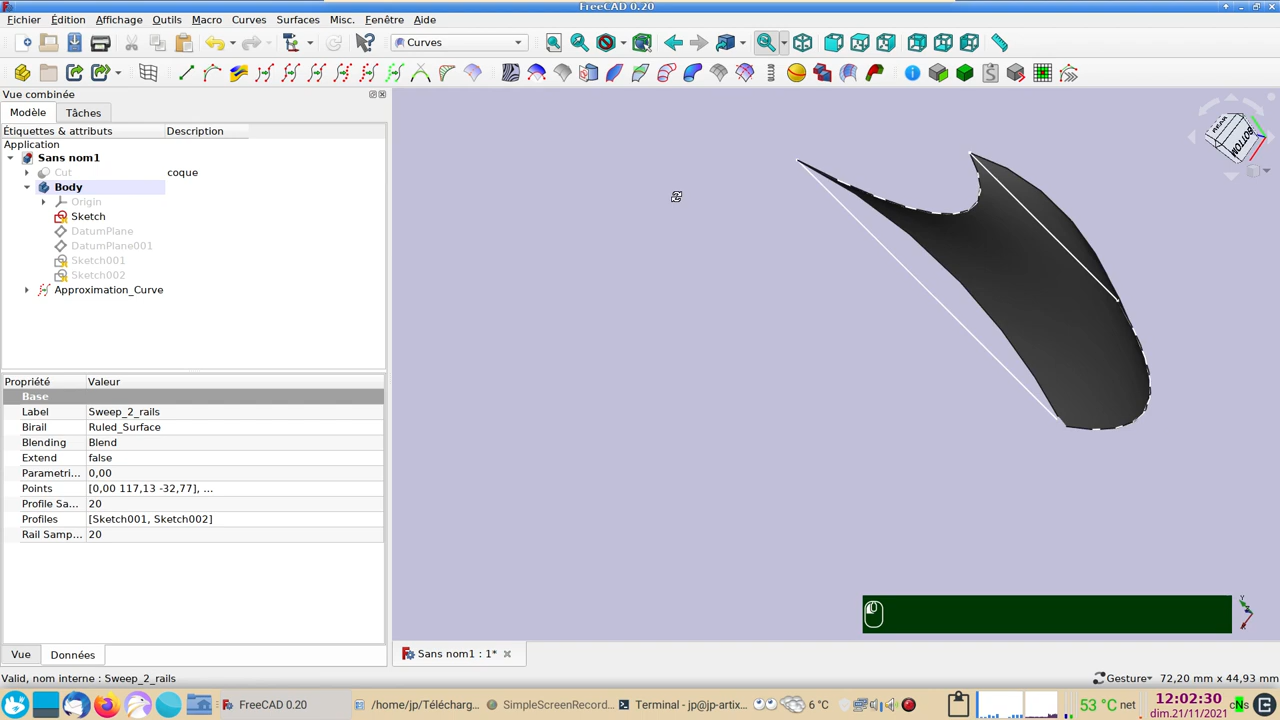 FreeCAD 0.20
Fichier Édition Affichage Outils Macro Curves Surfaces Misc. Fenêtre Aide
Curves
Vue combinée
Modèle Tâches
Étiquettes & attributs Description
Application
Sans nom1
Cut coque
Body
Origin
Sketch
DatumPlane
DatumPlane001
Sketch001
Sketch002
Approximation_Curve
REAR
BOTTOM
Propriété Valeur
Base
Label Sweep_2_rails
Birail Ruled_Surface
Blending Blend
Extend false
Parametri... 0,00
Points [0,00 117,13 -32,77], ...
Profile Sa... 20
Profiles [Sketch001, Sketch002]
Rail Samp... 20
Vue Données
Sans nom1 : 1*
Valid, nom interne : Sweep_2_rails
Gesture 72,20 mm x 44,93 mm
FreeCAD 0.20
/home/jp/Télécharg...
SimpleScreenRecord...
Terminal - jp@jp-artix...
6 °C
53 °C net
12:02:30
dim.21/11/2021
cNs